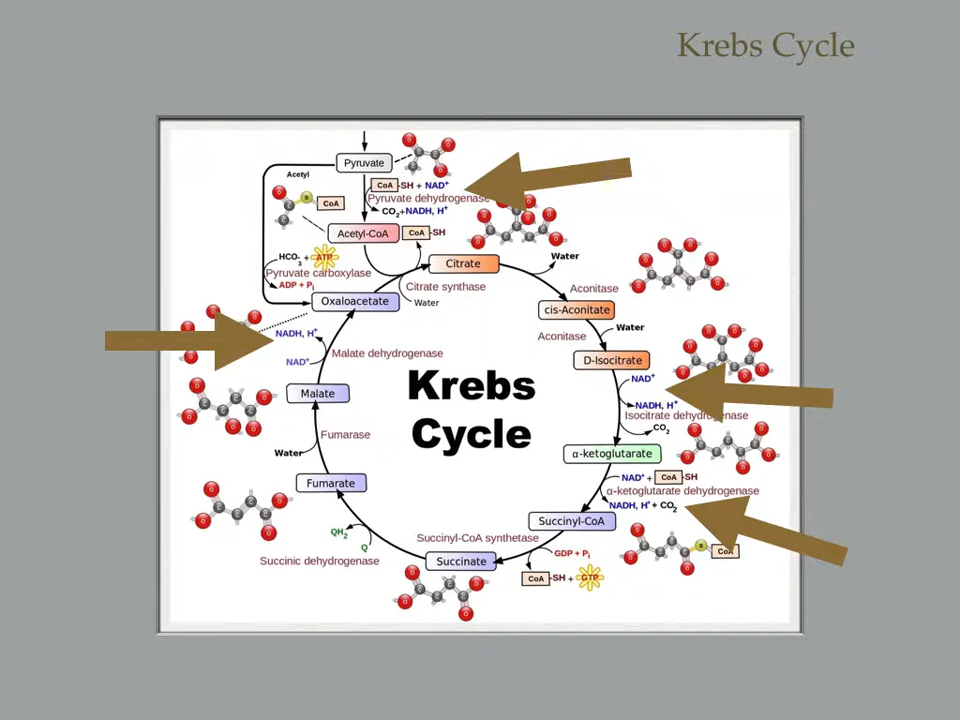 Krebs Cycle
Pyruvate
Acetyl
CoA-SH + NAD+
Pyruvate dehydrogenase
CO2+NADH, H+
CoA
Acetyl-CoA
CoA-SH
HCO3- + ATP
Pyruvate carboxylase
ADP + Pi
Citrate
Water
Citrate synthase
Water
Oxaloacetate
Aconitase
cis-Aconitate
Aconitase
Water
D-Isocitrate
NADH, H+
NAD+
Malate dehydrogenase
NAD+
NADH, H+
Isocitrate dehydrogenase
CO2
Krebs
Cycle
Malate
Fumarase
Water
α-ketoglutarate
NAD+ + CoA-SH
α-ketoglutarate dehydrogenase
NADH, H+ + CO2
Fumarate
Succinyl-CoA
QH2
Q
Succinic dehydrogenase
Succinyl-CoA synthetase
GDP + Pi
Succinate
CoA-SH + GTP
CoA